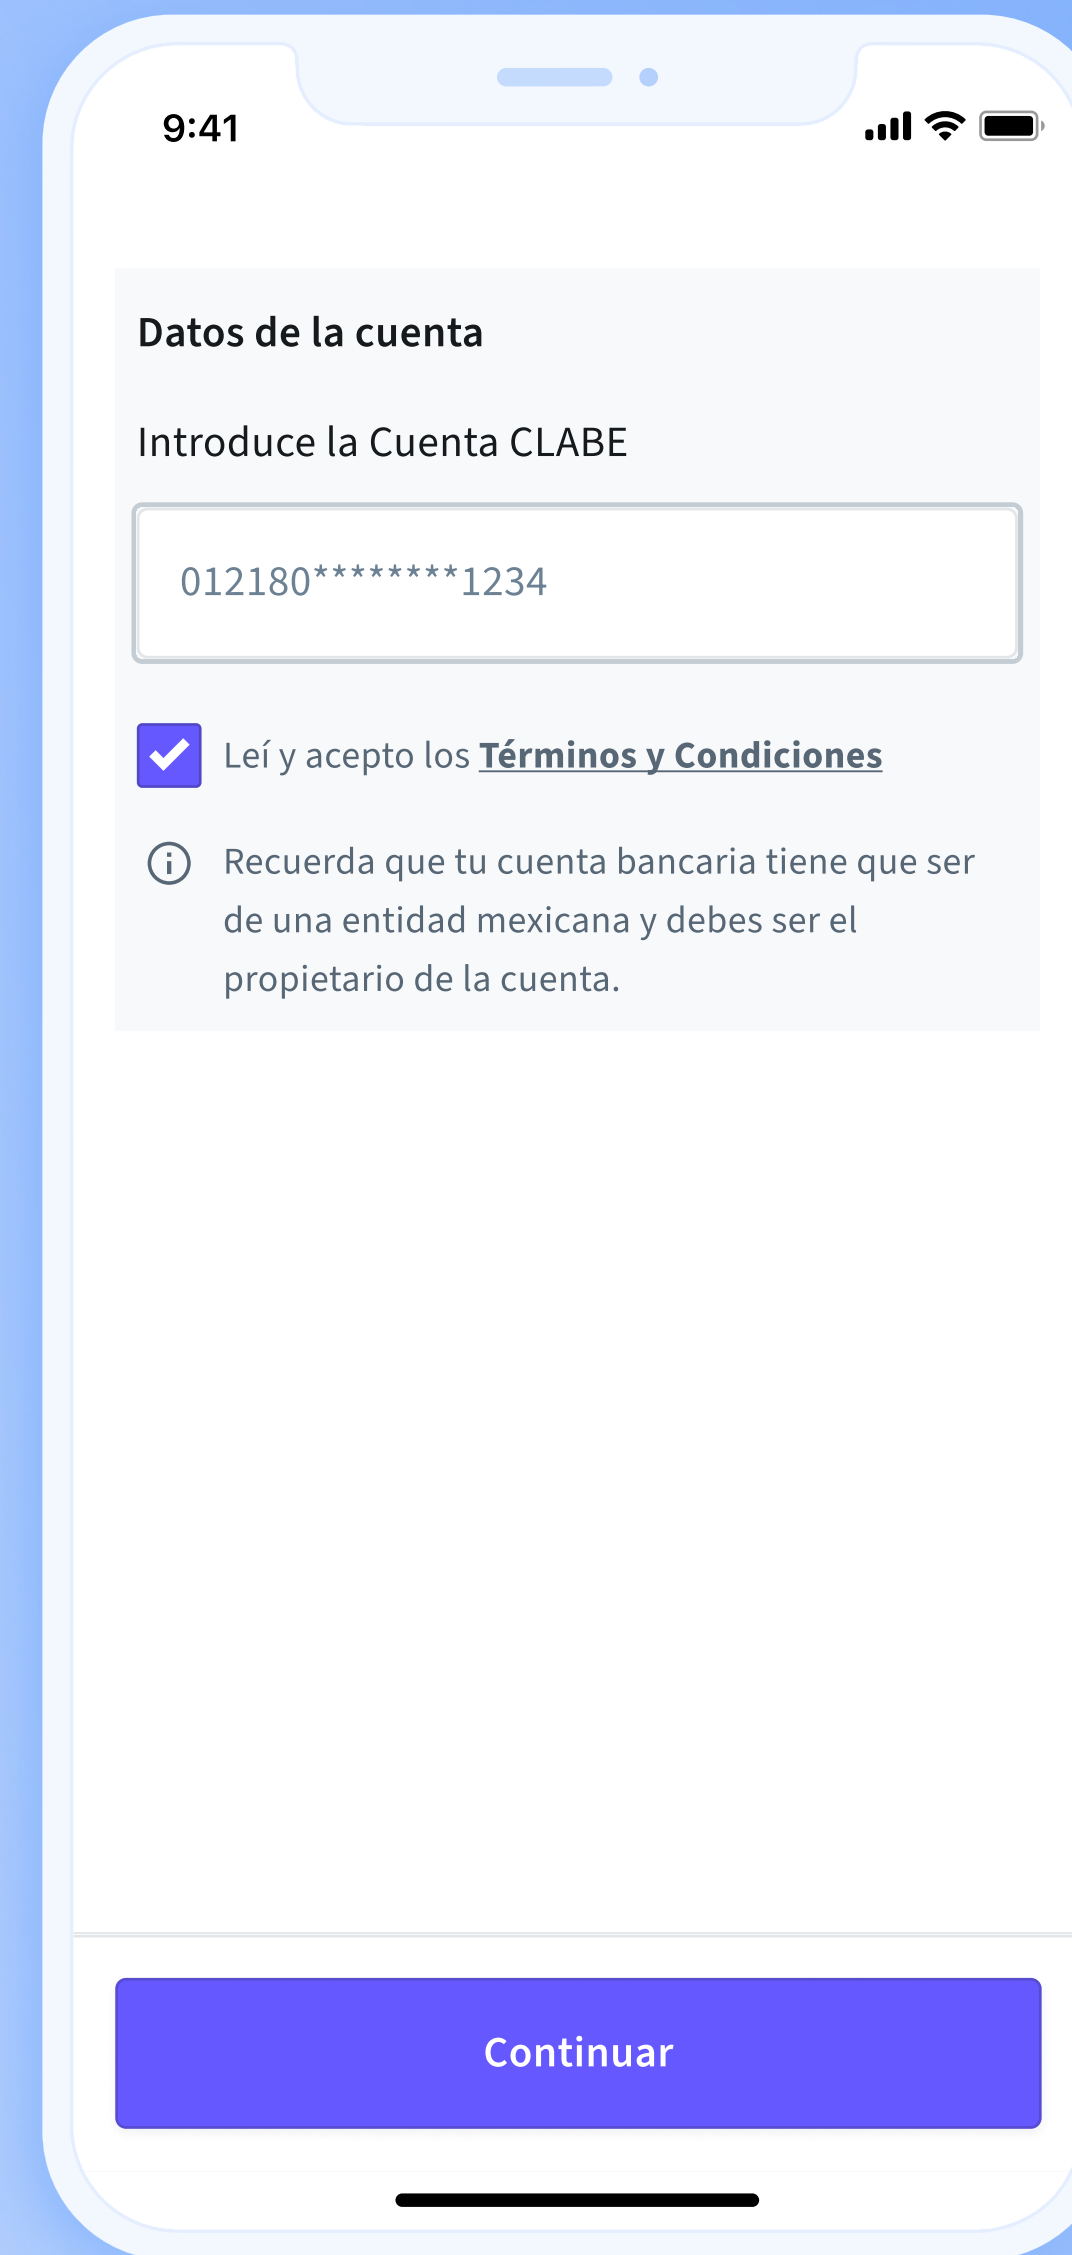 9:41
Datos de la cuenta
Introduce la Cuenta CLABE
012180********1234
Leí y acepto los Términos y Condiciones
Recuerda que tu cuenta bancaria tiene que ser
de una entidad mexicana y debes ser el
propietario de la cuenta.
Continuar